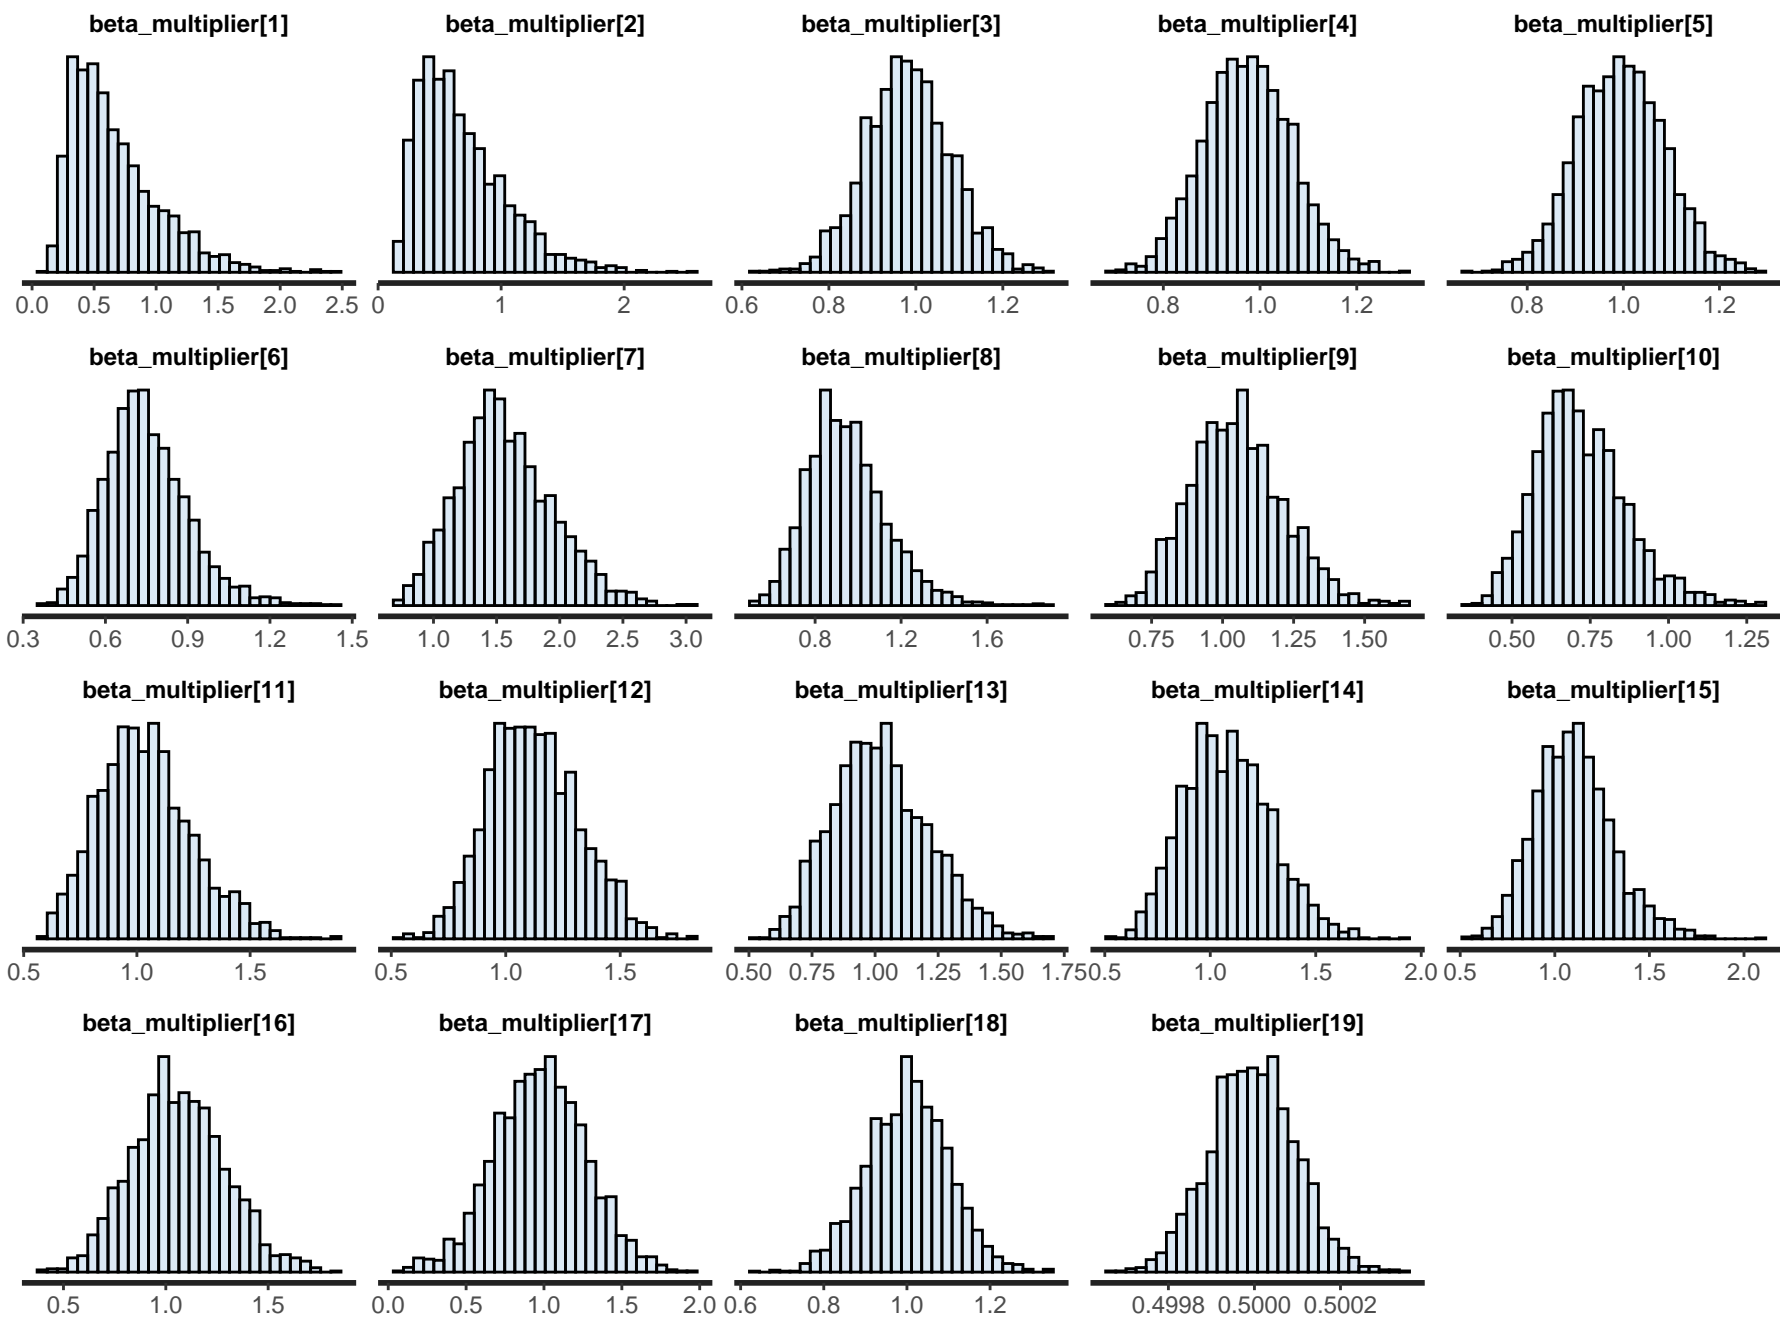 beta_multiplier[1] beta_multiplier[2] beta_multiplier[3] beta_multiplier[4] beta_multiplier[5]
0.0 0.5 1.0 1.5 2.0 2.5 0 1 2 0.6 0.8 1.0 1.2 0.8 1.0 1.2 0.8 1.0 1.2
beta_multiplier[6] beta_multiplier[7] beta_multiplier[8] beta_multiplier[9] beta_multiplier[10]
0.3 0.6 0.9 1.2 1.5 1.0 1.5 2.0 2.5 3.0 0.8 1.2 1.6 0.75 1.00 1.25 1.50 0.50 0.75 1.00 1.25
beta_multiplier[11] beta_multiplier[12] beta_multiplier[13] beta_multiplier[14] beta_multiplier[15]
0.5 1.0 1.5 0.5 1.0 1.5 0.50 0.75 1.00 1.25 1.50 1.75 0.5 1.0 1.5 2.0 0.5 1.0 1.5 2.0
beta_multiplier[16] beta_multiplier[17] beta_multiplier[18] beta_multiplier[19]
0.5 1.0 1.5 0.0 0.5 1.0 1.5 2.0 0.6 0.8 1.0 1.2 0.4998 0.5000 0.5002